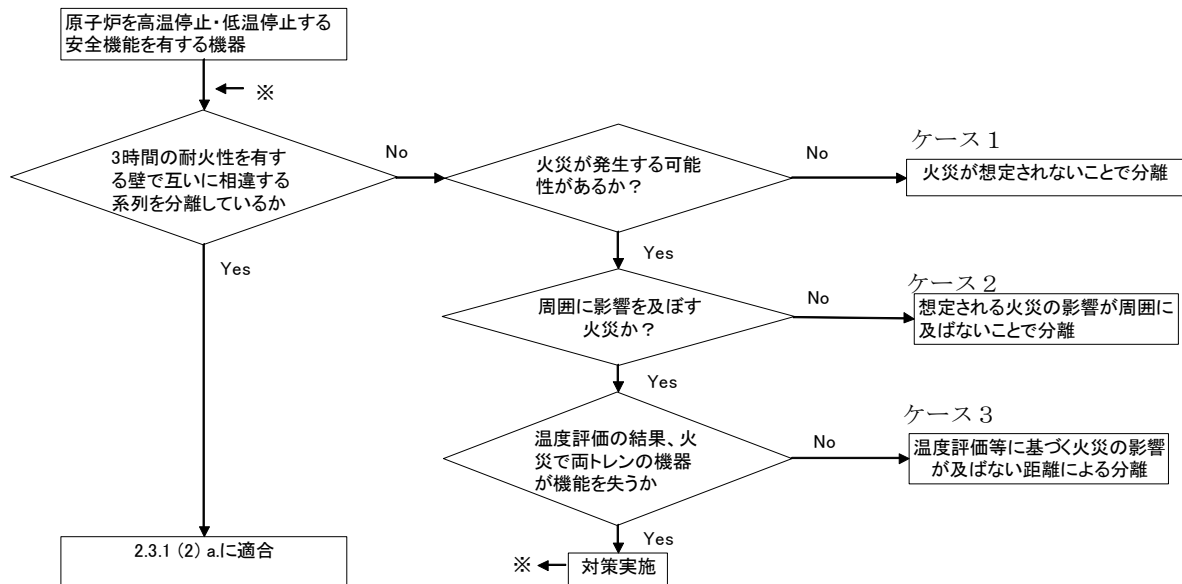 原子炉を高温停止・低温停止する
安全機能を有する機器
※
3時間の耐火性を有す
る壁で互いに相違する
系列を分離しているか
No
火災が発生する可能
性があるか？
No
ケース１
火災が想定されないことで分離
Yes
Yes
周囲に影響を及ぼす
火災か？
No
ケース２
想定される火災の影響が周囲に
及ばないことで分離
Yes
温度評価の結果、火
災で両トレンの機器
が機能を失うか
No
ケース３
温度評価等に基づく火災の影響
が及ばない距離による分離
Yes
2.3.1 (2) a.に適合
※
対策実施